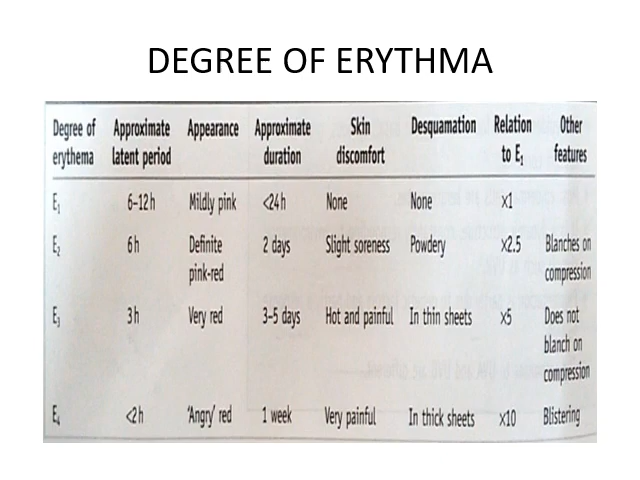 DEGREE OF ERYTHMA
Degree of Approximate Appearance Approximate Skin Desquamation Relation Other
erythema latent period duration discomfort to E₁ features
E₁ 6–12 h Mildly pink <24 h None None ×1
E₂ 6 h Definite 2 days Slight soreness Powdery ×2.5 Blanches on
pink-red compression
E₃ 3 h Very red 3–5 days Hot and painful In thin sheets ×5 Does not
blanch on
compression
E₄ <2 h 'Angry' red 1 week Very painful In thick sheets ×10 Blistering